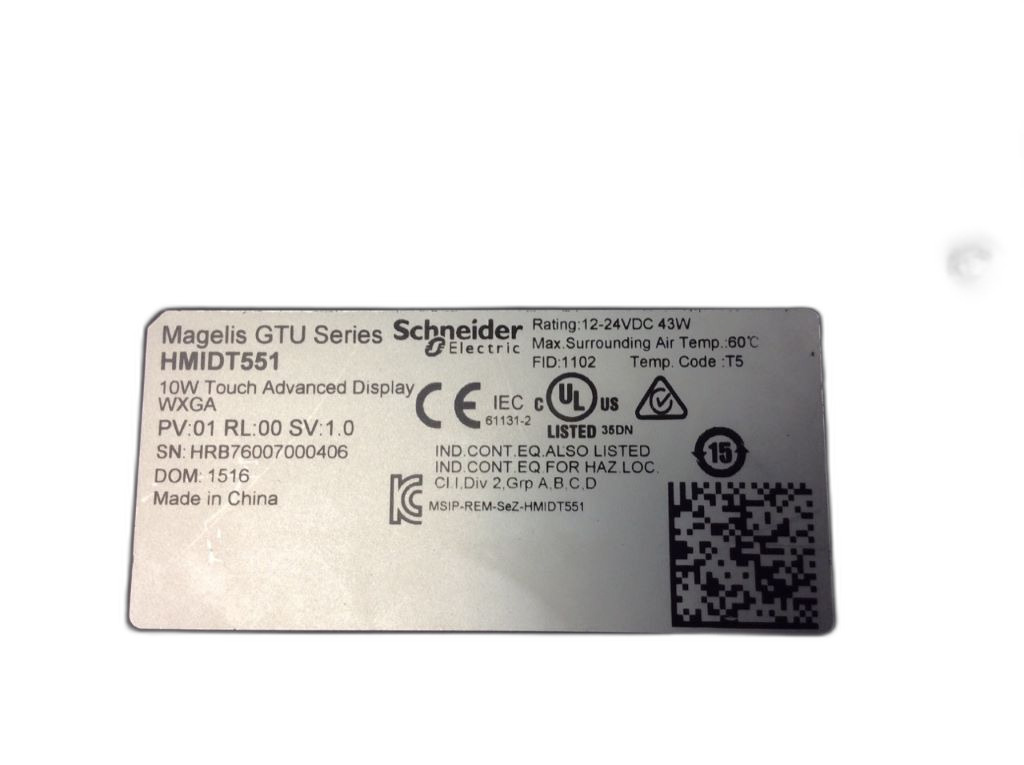 Magelis GTU Series
HMIDT551
10W Touch Advanced Display
WXGA
PV:01 RL:00 SV:1.0
SN: HRB76007000406
DOM: 1516
Made in China
Schneider
Electric
Rating:12-24VDC 43W
Max.Surrounding Air Temp.:60℃
FID:1102 Temp. Code :T5
CE IEC
61131-2
C UL US
LISTED 35DN
IND.CONT.EQ.ALSO LISTED
IND.CONT.EQ.FOR HAZ.LOC.
Cl.I,Div 2,Grp A,B,C,D
MSIP-REM-SeZ-HMIDT551
15